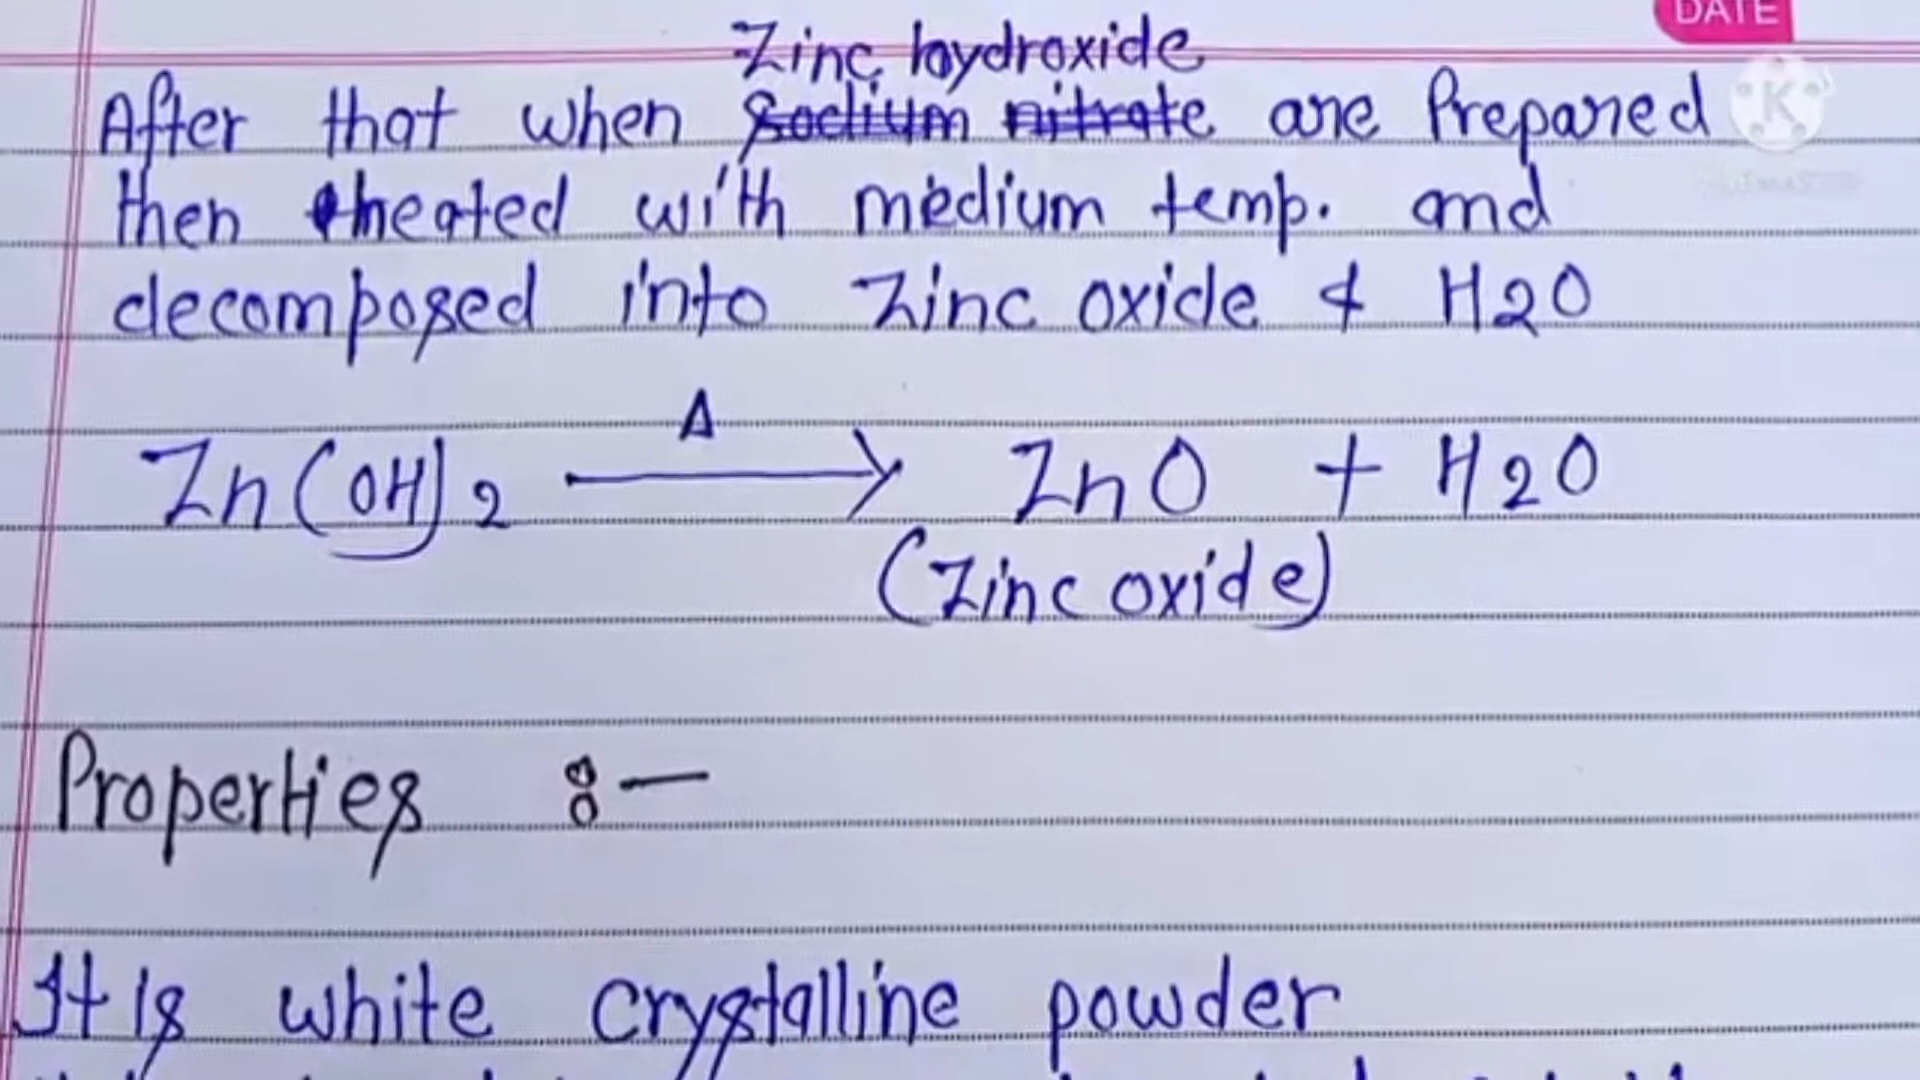 DATE
Zinc hydroxide
After that when Sodium nitrate are Prepared
K
then heated with medium temp. and
decomposed into Zinc oxide & H2O
Δ
Zn(OH)2 → ZnO + H2O
(Zinc oxide)
Properties :-
It is white crystalline powder